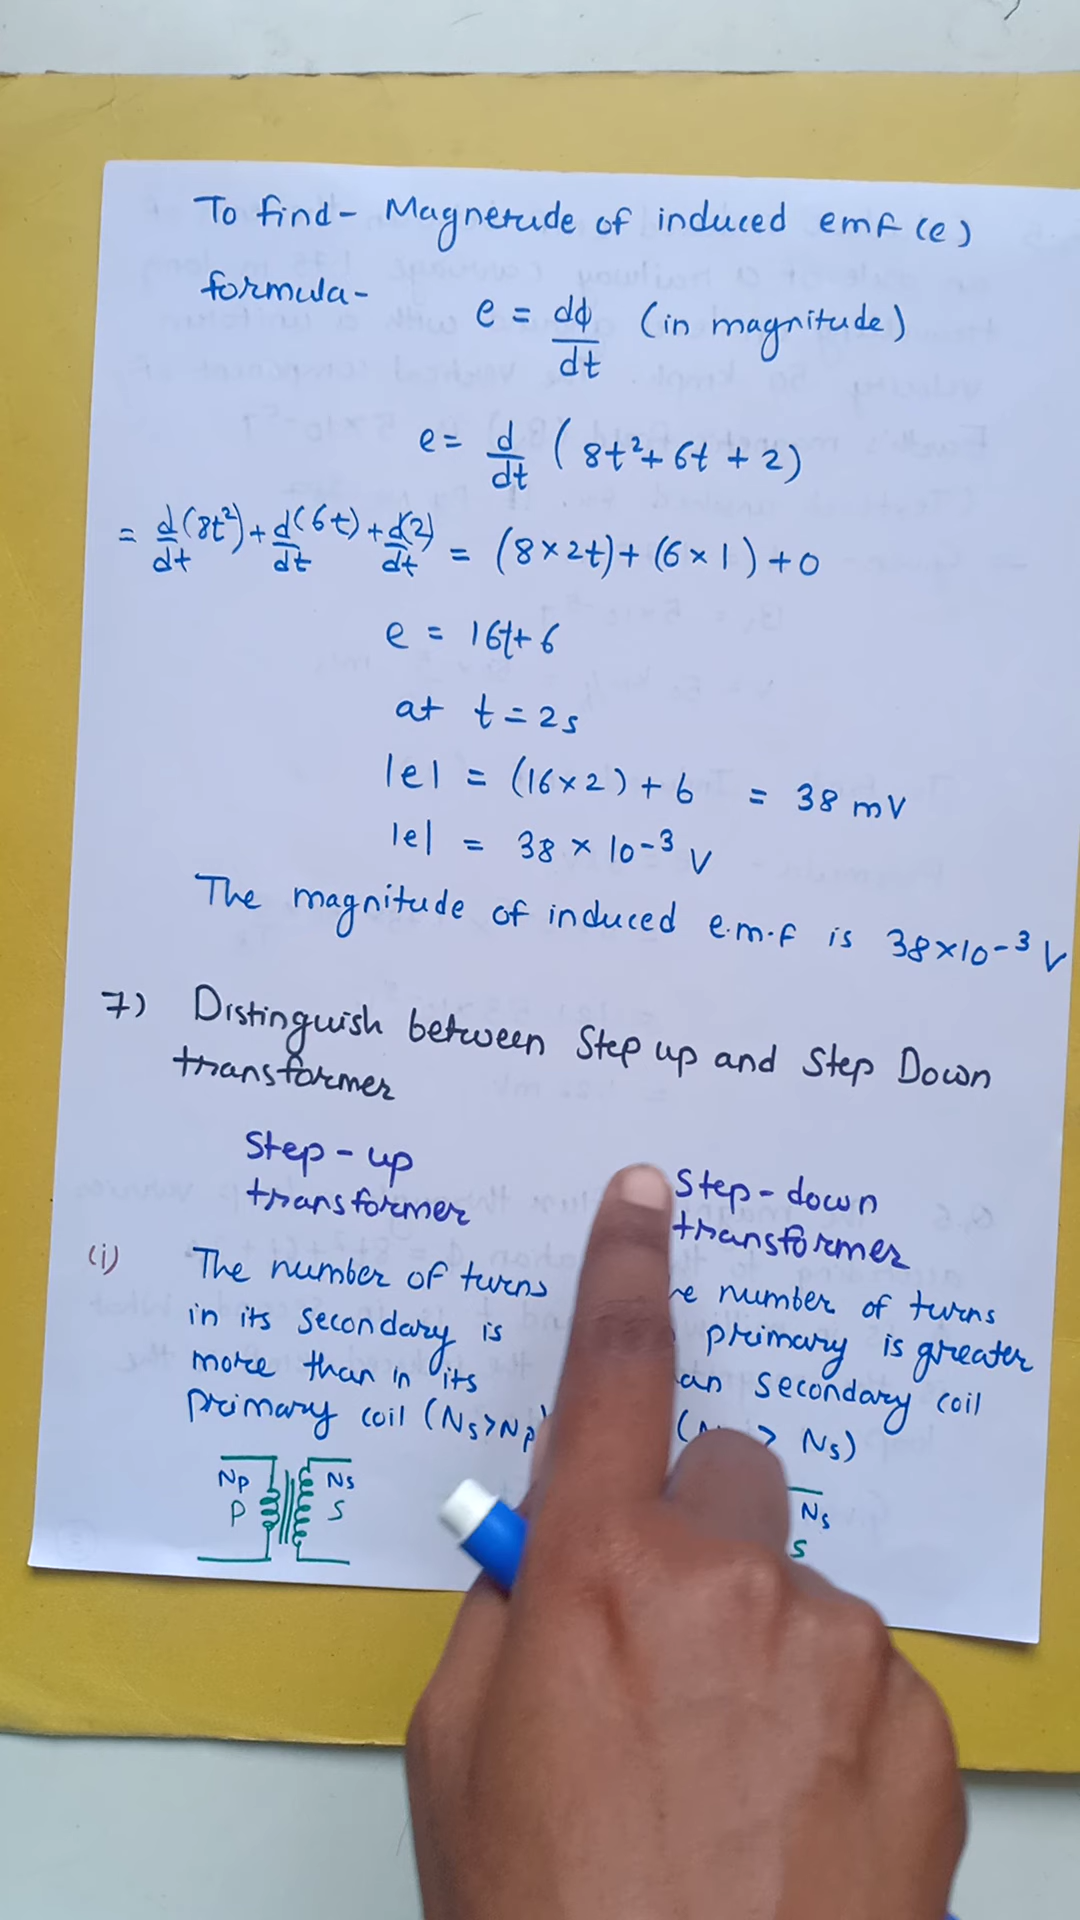 To find - Magnetude of induced emf (e)
formula -
e = dϕ/dt (in magnitude)
e = d/dt (8t²+ 6t + 2)
= d/dt(8t²) + d/dt(6t) + d/dt(2) = (8×2t)+(6×1)+0
e = 16t+6
at t = 2s
|e| = (16×2)+6 = 38 mV
|e| = 38 × 10-³ V
The magnitude of induced e.m.f is 38×10-³ V
7) Distinguish between Step up and Step Down
transformer
Step-up
transformer
(i) The number of turns
in its secondary is
more than in its
primary coil (Ns>Np)
Step-down
transformer
number of turns
primary is greater
secondary coil
> Ns)
Np Ns
P S
Ns
S